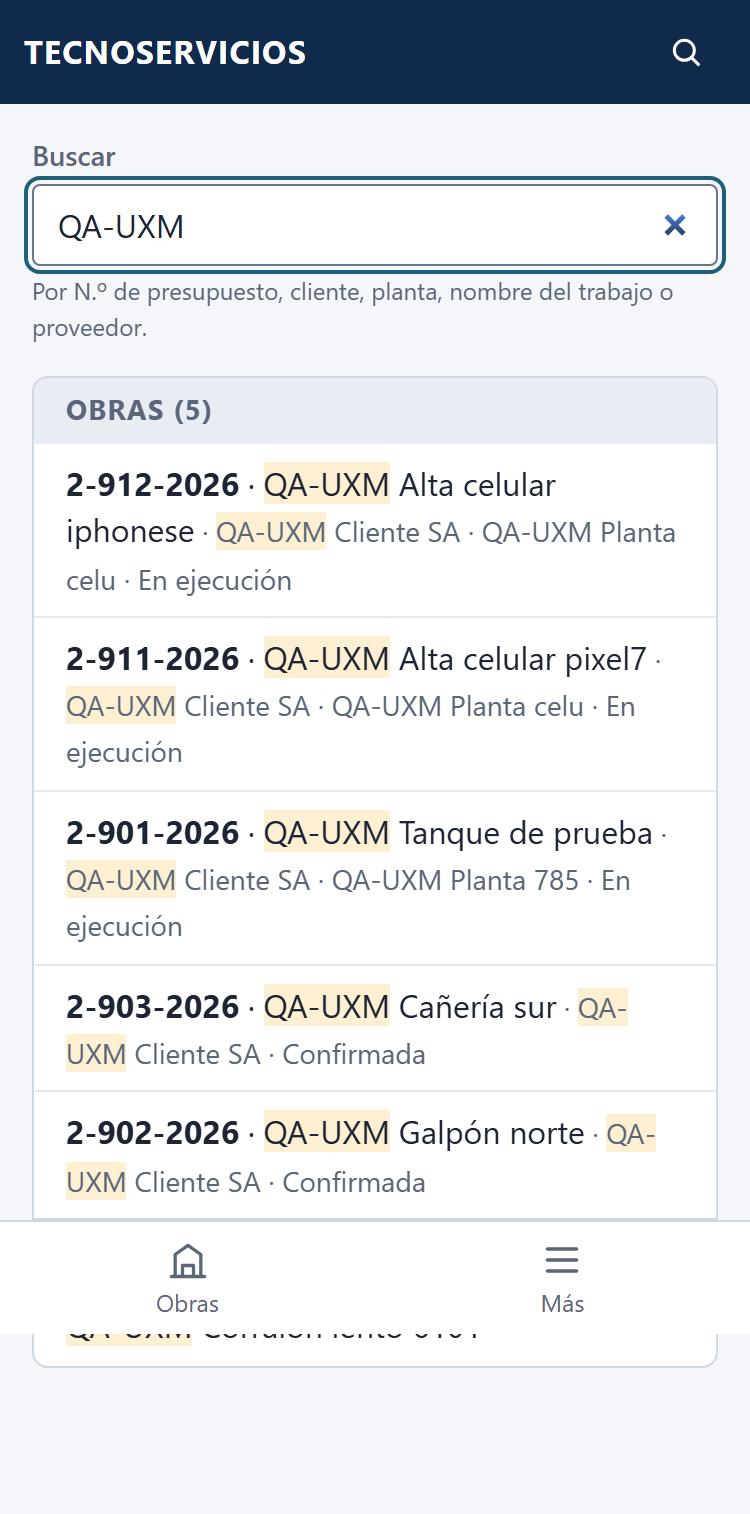 TECNOSERVICIOS
Buscar
QA-UXM
Por N.º de presupuesto, cliente, planta, nombre del trabajo o
proveedor.
OBRAS (5)
2-912-2026 · QA-UXM Alta celular
iphonese · QA-UXM Cliente SA · QA-UXM Planta
celu · En ejecución
2-911-2026 · QA-UXM Alta celular pixel7 ·
QA-UXM Cliente SA · QA-UXM Planta celu · En
ejecución
2-901-2026 · QA-UXM Tanque de prueba ·
QA-UXM Cliente SA · QA-UXM Planta 785 · En
ejecución
2-903-2026 · QA-UXM Cañería sur · QA-
UXM Cliente SA · Confirmada
2-902-2026 · QA-UXM Galpón norte · QA-
UXM Cliente SA · Confirmada
Obras
Más
QA-UXM